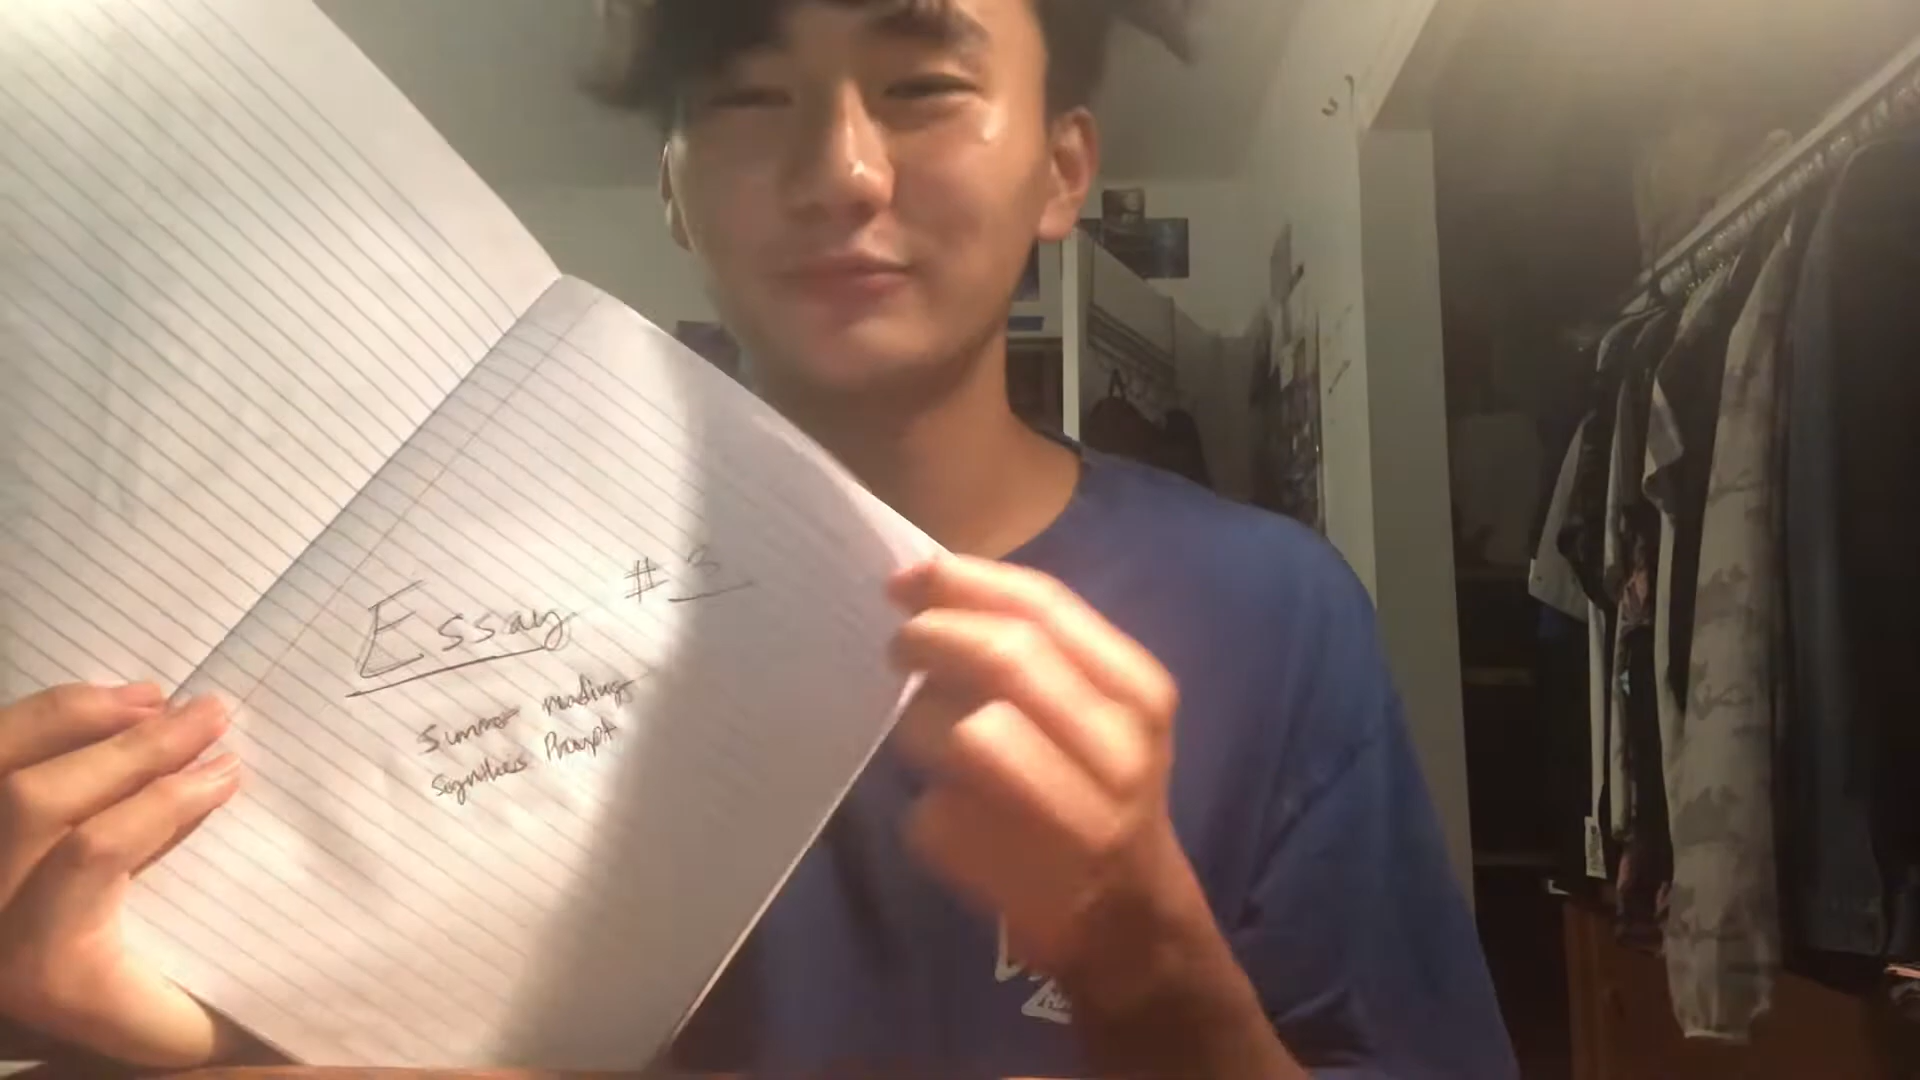 Essay #3
Summer reading
synthesis Prompt